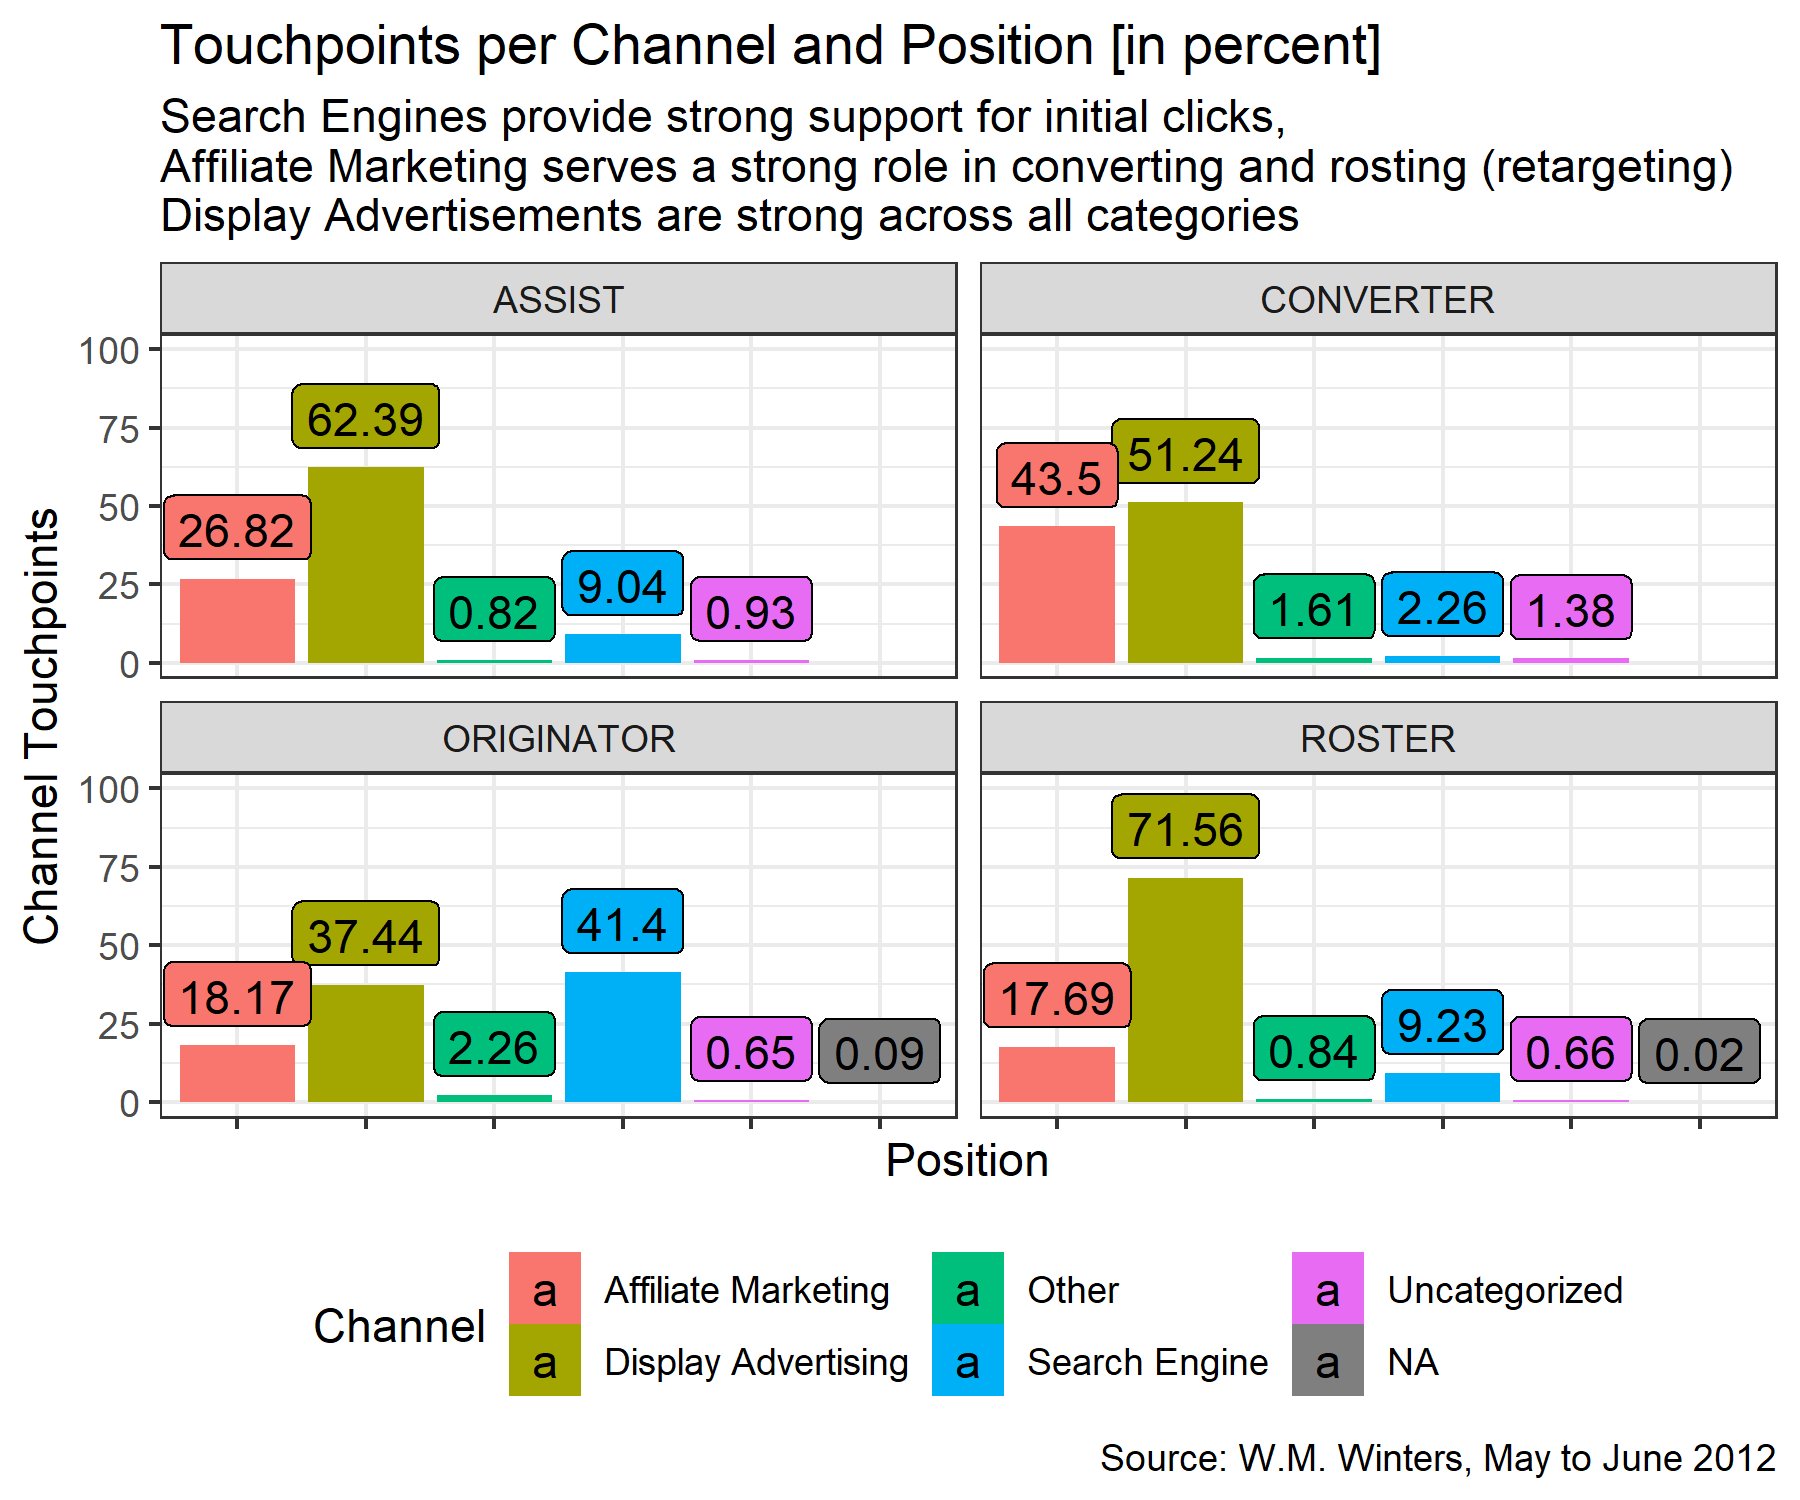 Touchpoints per Channel and Position [in percent]
Search Engines provide strong support for initial clicks,
Affiliate Marketing serves a strong role in converting and rosting (retargeting)
Display Advertisements are strong across all categories
ASSIST
CONVERTER
100
75
50
25
0
26.82
62.39
0.82
9.04
0.93
43.5
51.24
1.61
2.26
1.38
Channel Touchpoints
ORIGINATOR
ROSTER
100
75
50
25
0
18.17
37.44
2.26
41.4
0.65
0.09
17.69
71.56
0.84
9.23
0.66
0.02
Position
Channel
a Affiliate Marketing
a Display Advertising
a Other
a Search Engine
a Uncategorized
a NA
Source: W.M. Winters, May to June 2012